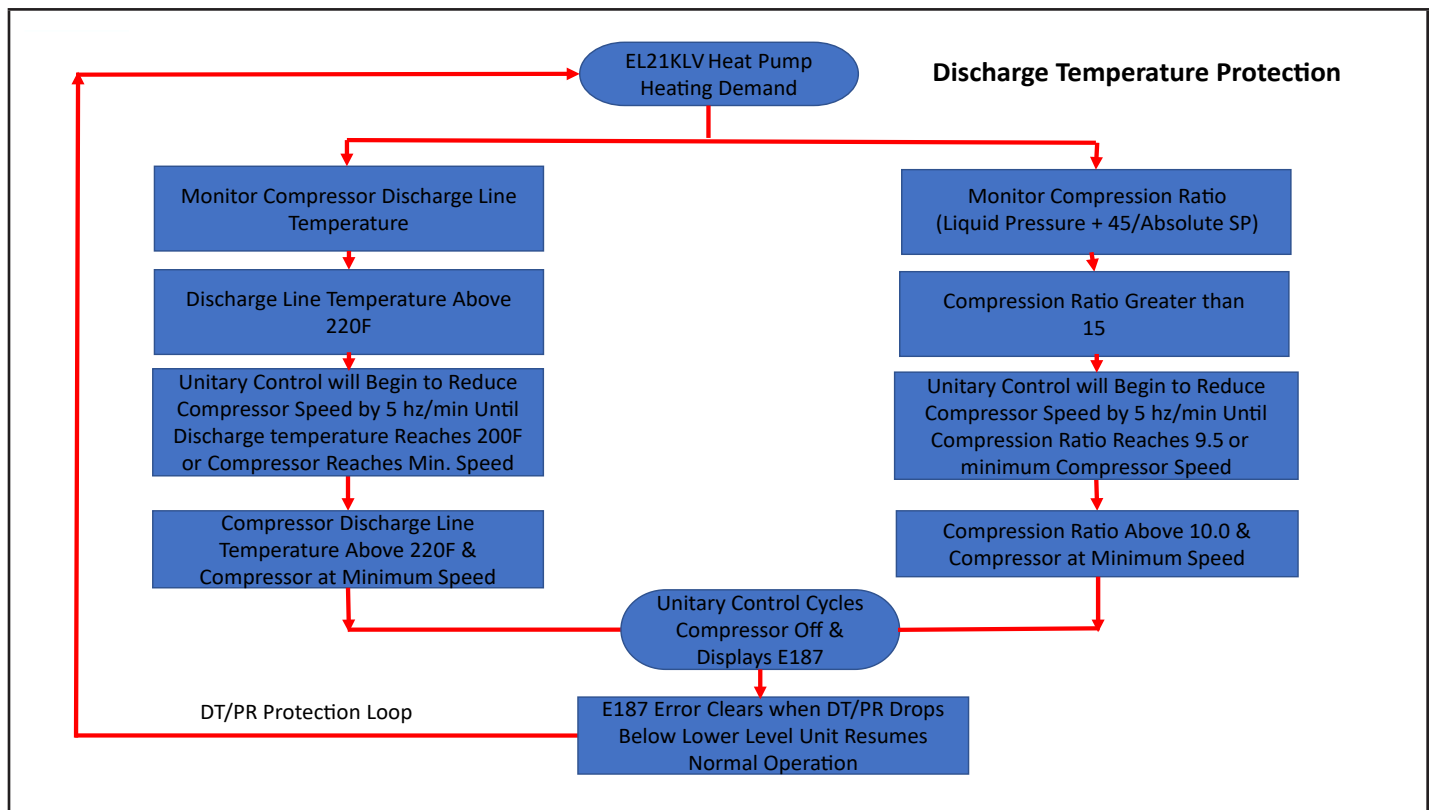 EL21KLV Heat Pump
Heating Demand
Discharge Temperature Protection
Monitor Compressor Discharge Line
Temperature
Discharge Line Temperature Above
220F
Unitary Control will Begin to Reduce
Compressor Speed by 5 hz/min Until
Discharge temperature Reaches 200F
or Compressor Reaches Min. Speed
Compressor Discharge Line
Temperature Above 220F &
Compressor at Minimum Speed
Monitor Compression Ratio
(Liquid Pressure + 45/Absolute SP)
Compression Ratio Greater than
15
Unitary Control will Begin to Reduce
Compressor Speed by 5 hz/min Until
Compression Ratio Reaches 9.5 or
minimum Compressor Speed
Compression Ratio Above 10.0 &
Compressor at Minimum Speed
Unitary Control Cycles
Compressor Off &
Displays E187
DT/PR Protection Loop
E187 Error Clears when DT/PR Drops
Below Lower Level Unit Resumes
Normal Operation